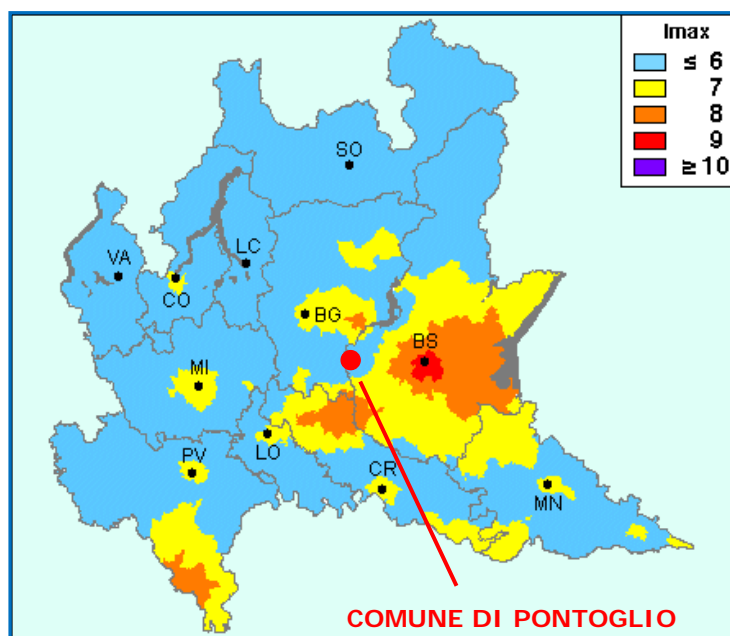 Imax
≤ 6
7
8
9
≥ 10
SO
VA
CO
LC
BG
BS
MI
LO
PV
CR
MN
COMUNE DI PONTOGLIO